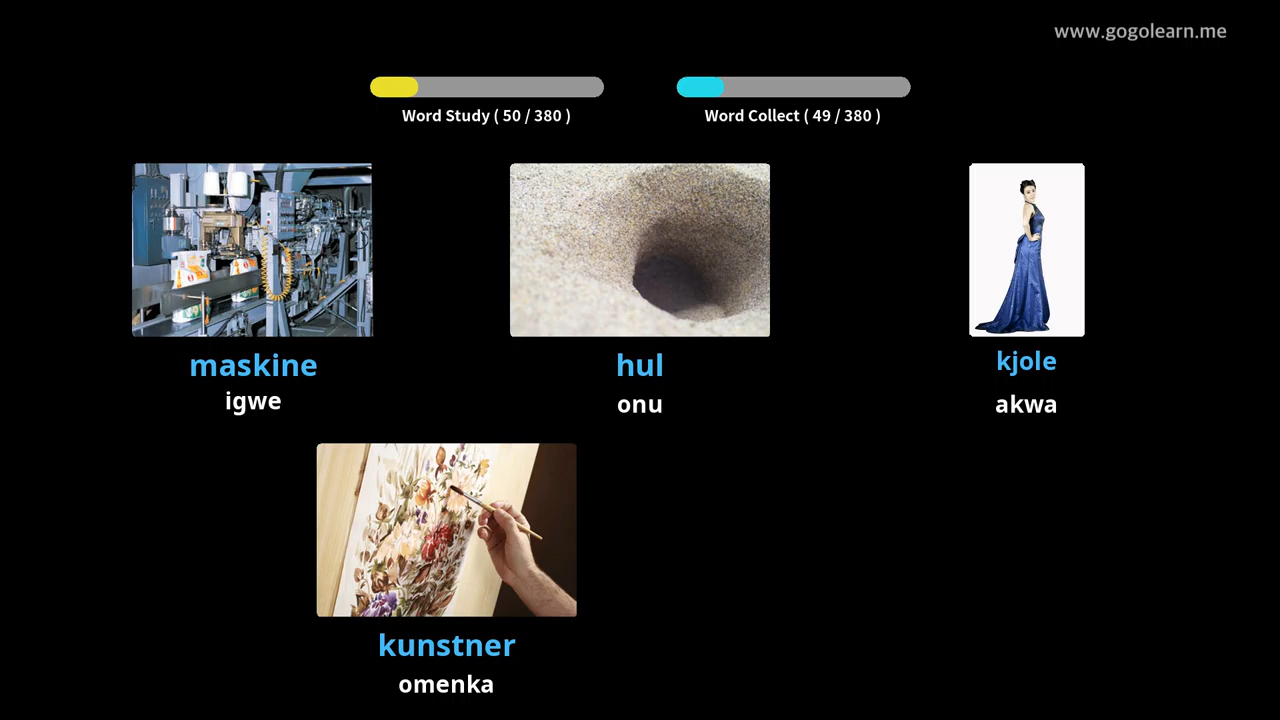 www.gogolearn.me
Word Study ( 50 / 380 )
Word Collect ( 49 / 380 )
maskine
igwe
hul
onu
kjole
akwa
kunstner
omenka